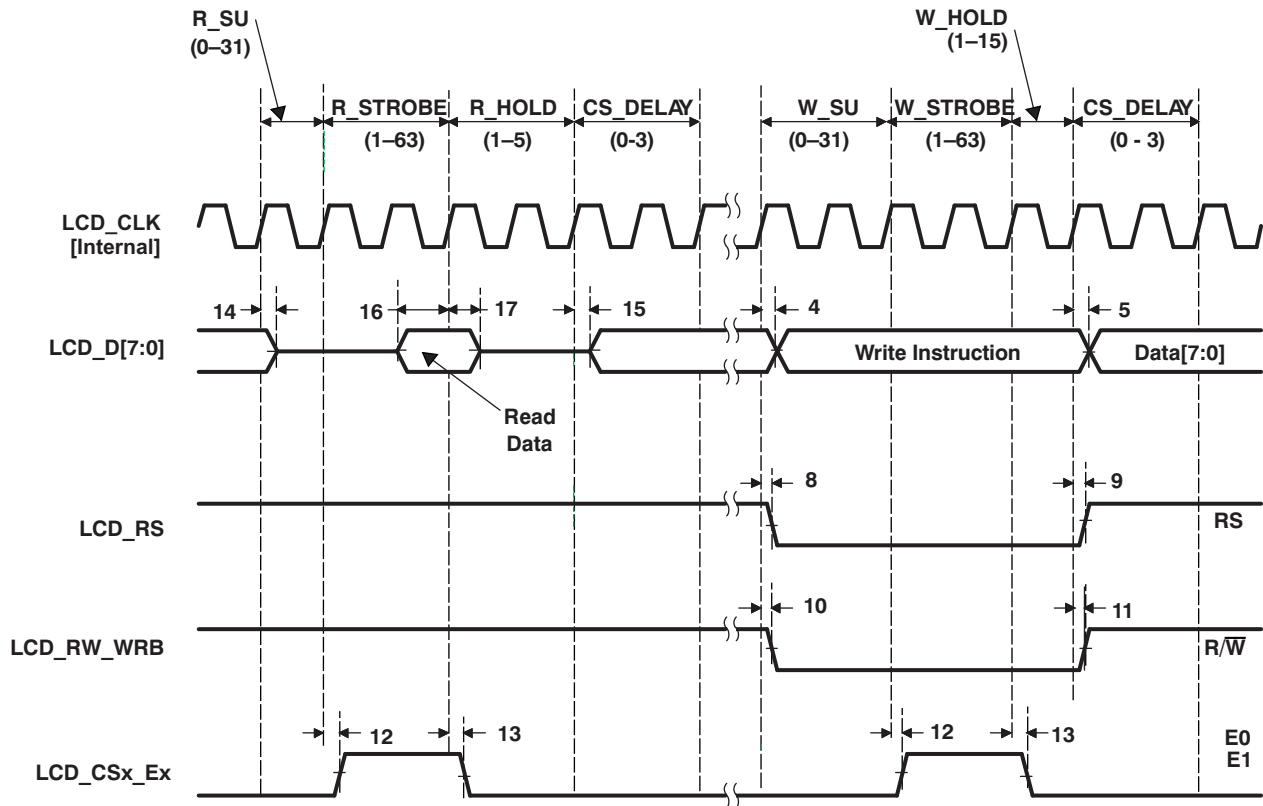 R_SU
(0–31)
W_HOLD
(1–15)
R_STROBE R_HOLD CS_DELAY W_SU W_STROBE CS_DELAY
(1–63) (1–5) (0-3) (0–31) (1–63) (0 - 3)
LCD_CLK
[Internal]
14 16 17 15 4 5
LCD_D[7:0] Write Instruction Data[7:0]
Read
Data
8 9
LCD_RS RS
10 11
LCD_RW_WRB R/W̅
12 13 12 13
E0
E1
LCD_CSx_Ex